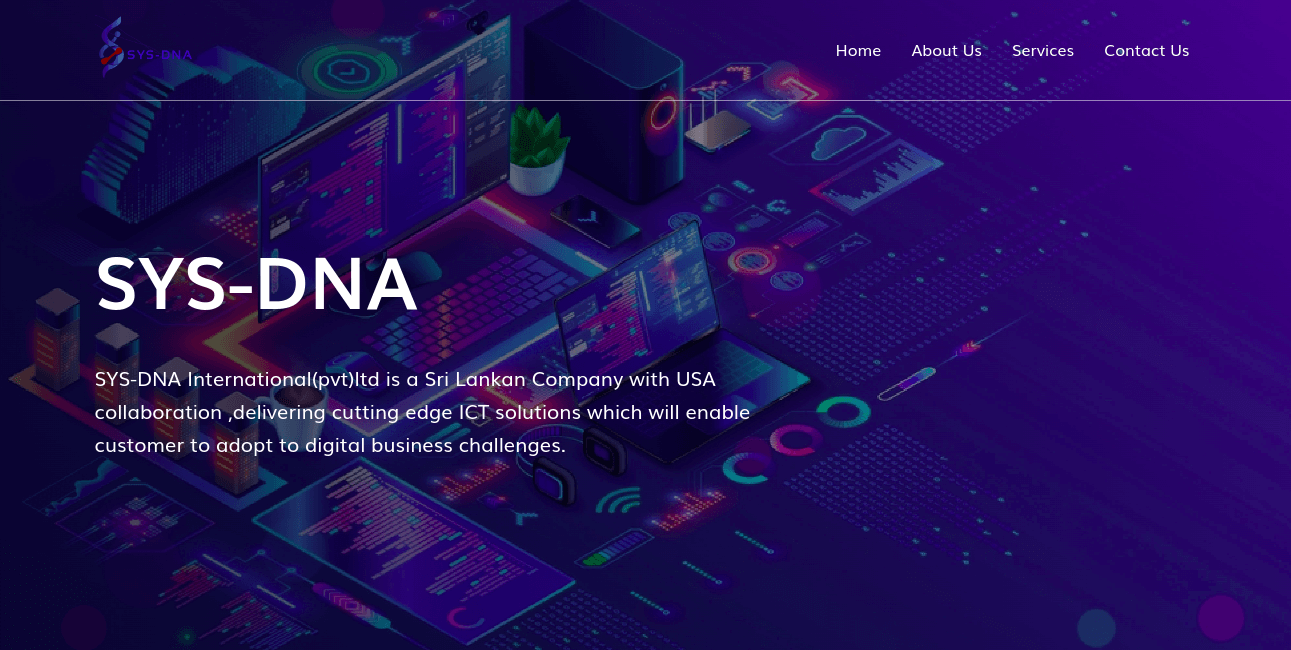 SYS-DNA
Home About Us Services Contact Us
SYS-DNA
SYS-DNA International(pvt)ltd is a Sri Lankan Company with USA
collaboration ,delivering cutting edge ICT solutions which will enable
customer to adopt to digital business challenges.